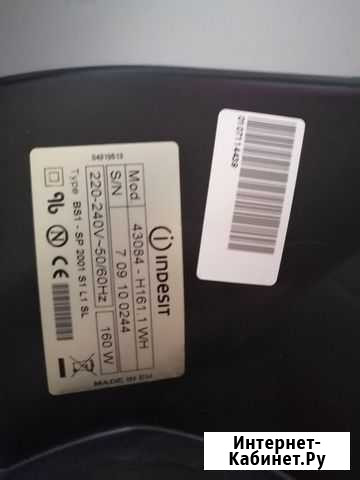 INDESIT
Mod. 43084 - H161 1 WH
S/N 7 09 10 0244
220-240V~50/60Hz 160 W
Type BS1 - SP 2001 S1 L1 SL
MADE IN EU
Интернет-
Кабинет.Ру